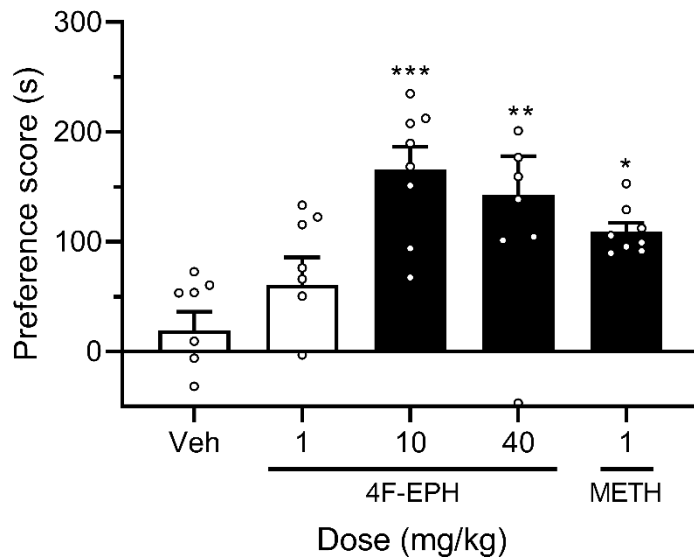 300
200
100
0
Preference score (s)
***
**
*
Veh 1 10 40 1
4F-EPH METH
Dose (mg/kg)